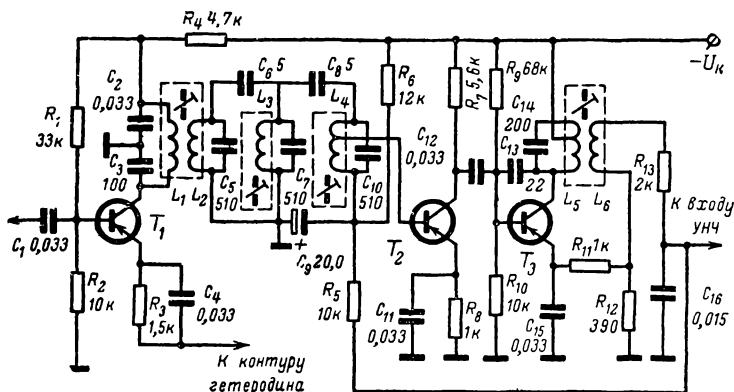 R₄ 4,7к
−Uк
C₂
0,033
C₆ 5
C₈ 5
L₃
L₄
R₆
12к
R₇ 5,6к
R₉ 68к
C₁₄
200
R₁
33к
C₃
100
L₁
L₂
C₅
510
C₇
510
C₁₀
510
C₁₂
0,033
C₁₃
22
L₅
L₆
R₁₃
2к
T₁
T₂
T₃
C₁ 0,033
+
C₉ 20,0
К входу
УНЧ
R₂
10к
R₃
1,5к
C₄
0,033
R₅
10к
C₁₁
0,033
R₈
1к
R₁₀
10к
R₁₁ 1к
C₁₅
0,033
R₁₂
390
C₁₆
0,015
К контуру
гетеродина